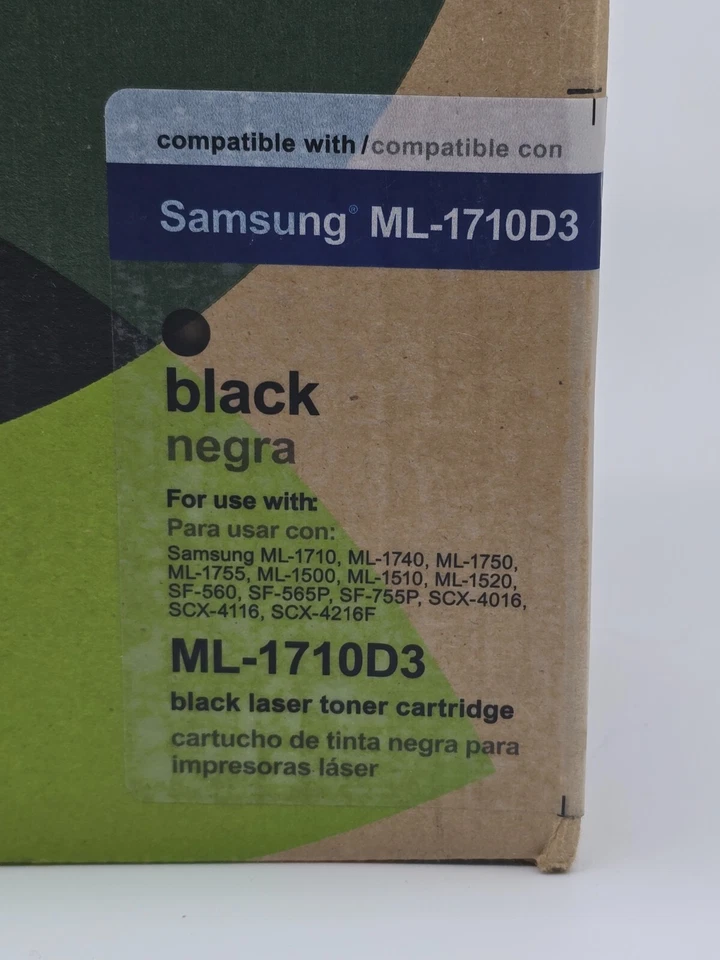 compatible with/compatible con
Samsung® ML-1710D3
black
negra
For use with:
Para usar con:
Samsung ML-1710, ML-1740, ML-1750,
ML-1755, ML-1500, ML-1510, ML-1520,
SF-560, SF-565P, SF-755P, SCX-4016,
SCX-4116, SCX-4216F
ML-1710D3
black laser toner cartridge
cartucho de tinta negra para
impresoras láser